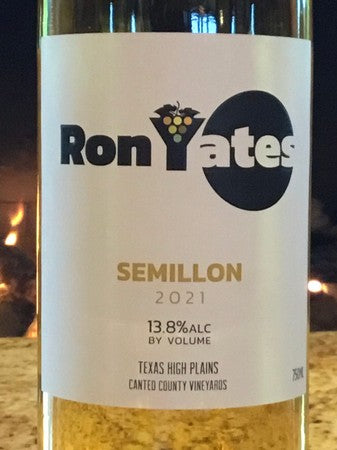 Ron Yates
SEMILLON
2021
13.8%ALC
BY VOLUME
TEXAS HIGH PLAINS
CANTED COUNTY VINEYARDS
750ML